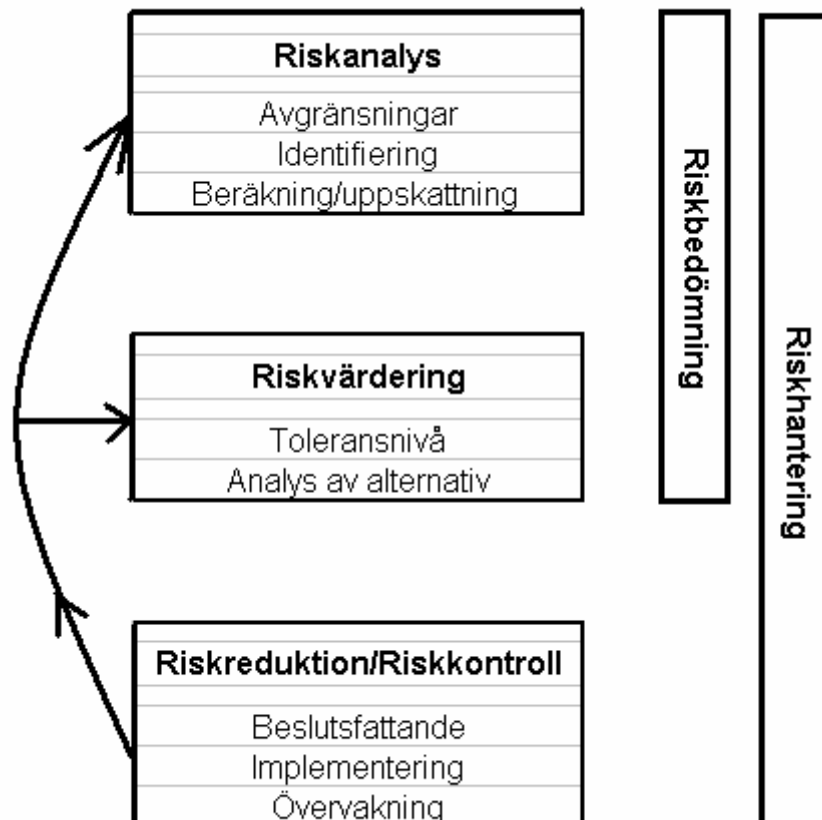 Riskanalys
Avgränsningar
Identifiering
Beräkning/uppskattning
Riskvärdering
Toleransnivå
Analys av alternativ
Riskreduktion/Riskkontroll
Beslutsfattande
Implementering
Övervakning
Riskbedömning
Riskhantering